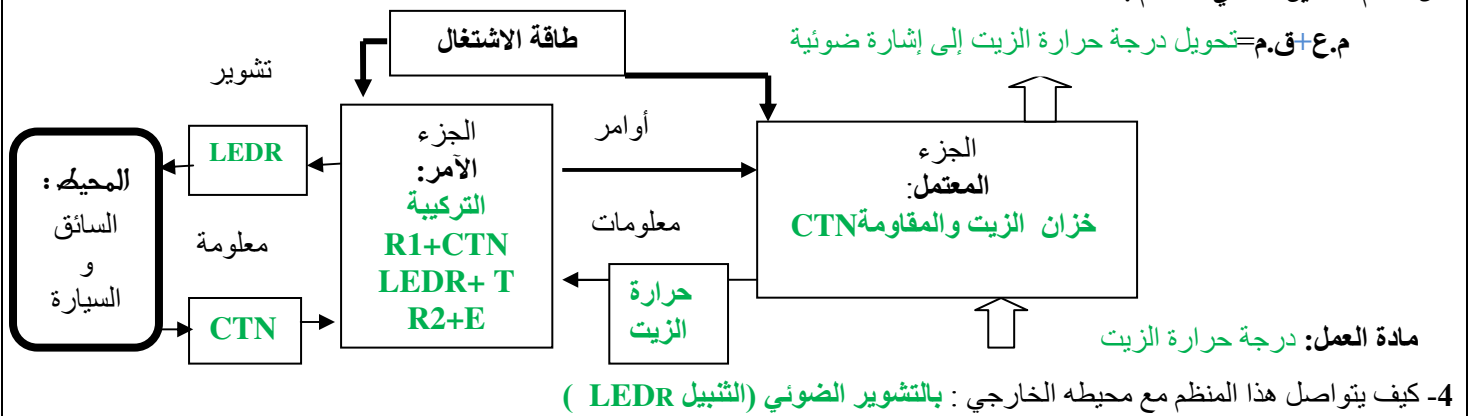 طاقة الاشتغال
م.ع+ق.م=تحويل درجة حرارة الزيت إلى إشارة ضوئية
تشوير
LEDR
الجزء
الآمر:
التركيبة
R1+CTN
LEDR+ T
R2+E
أوامر
الجزء
المعتمل:
خزان الزيت والمقاومةCTN
المحيط:
السائق
و
السيارة
معلومة
CTN
معلومات
حرارة
الزيت
مادة العمل: درجة حرارة الزيت
4- كيف يتواصل هذا المنظم مع محيطه الخارجي : بالتشوير الضوئي (الثنبيل LEDR )